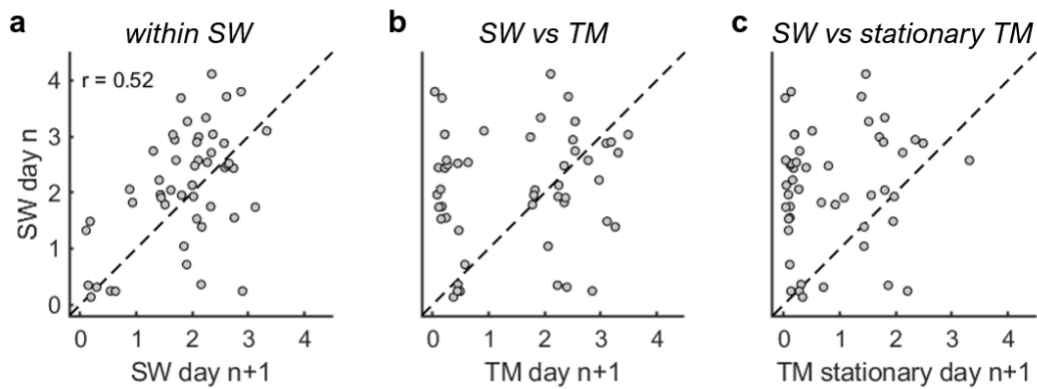 a
within SW
r = 0.52
4
3
2
1
0
SW day n
0 1 2 3 4
SW day n+1
b
SW vs TM
0 1 2 3 4
TM day n+1
c
SW vs stationary TM
0 1 2 3 4
TM stationary day n+1